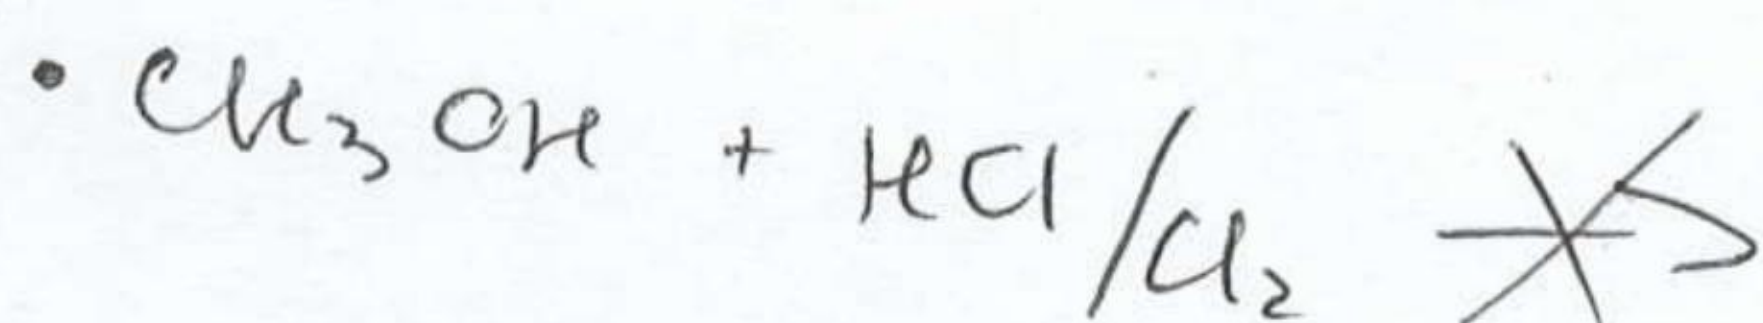 • CH₃OH + HCl/Cl₂ ↛